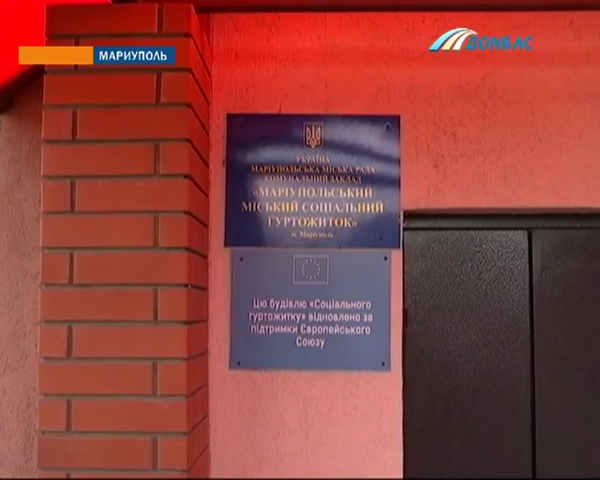 МАРИУПОЛЬ
ДОНБАС
УКРАЇНА
МАРІУПОЛЬСЬКА МІСЬКА РАДА
КОМУНАЛЬНИЙ ЗАКЛАД
«МАРІУПОЛЬСЬКИЙ
МІСЬКИЙ СОЦІАЛЬНИЙ
ГУРТОЖИТОК»
м. Маріуполь
Цю будівлю «Соціального
гуртожитку» відновлено за
підтримки Європейського
Союзу